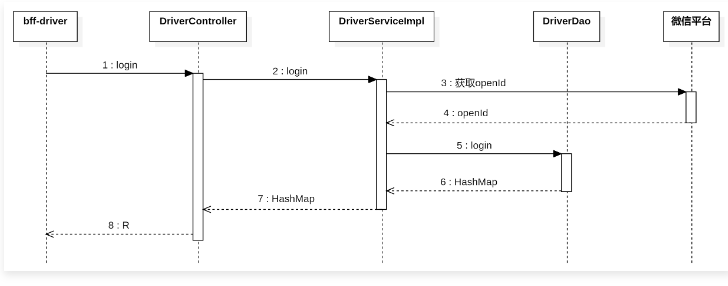 bff-driver
DriverController
DriverServiceImpl
DriverDao
微信平台
1 : login
2 : login
3 : 获取openId
4 : openId
5 : login
6 : HashMap
7 : HashMap
8 : R